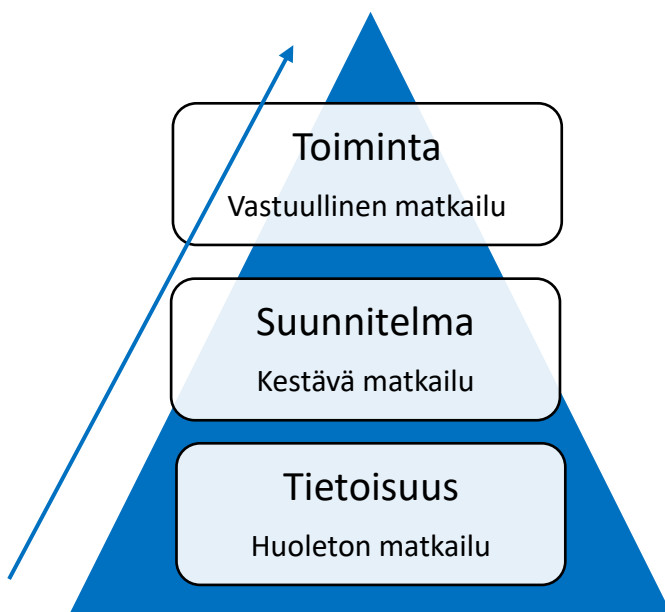 Toiminta
Vastuullinen matkailu
Suunnitelma
Kestävä matkailu
Tietoisuus
Huoleton matkailu